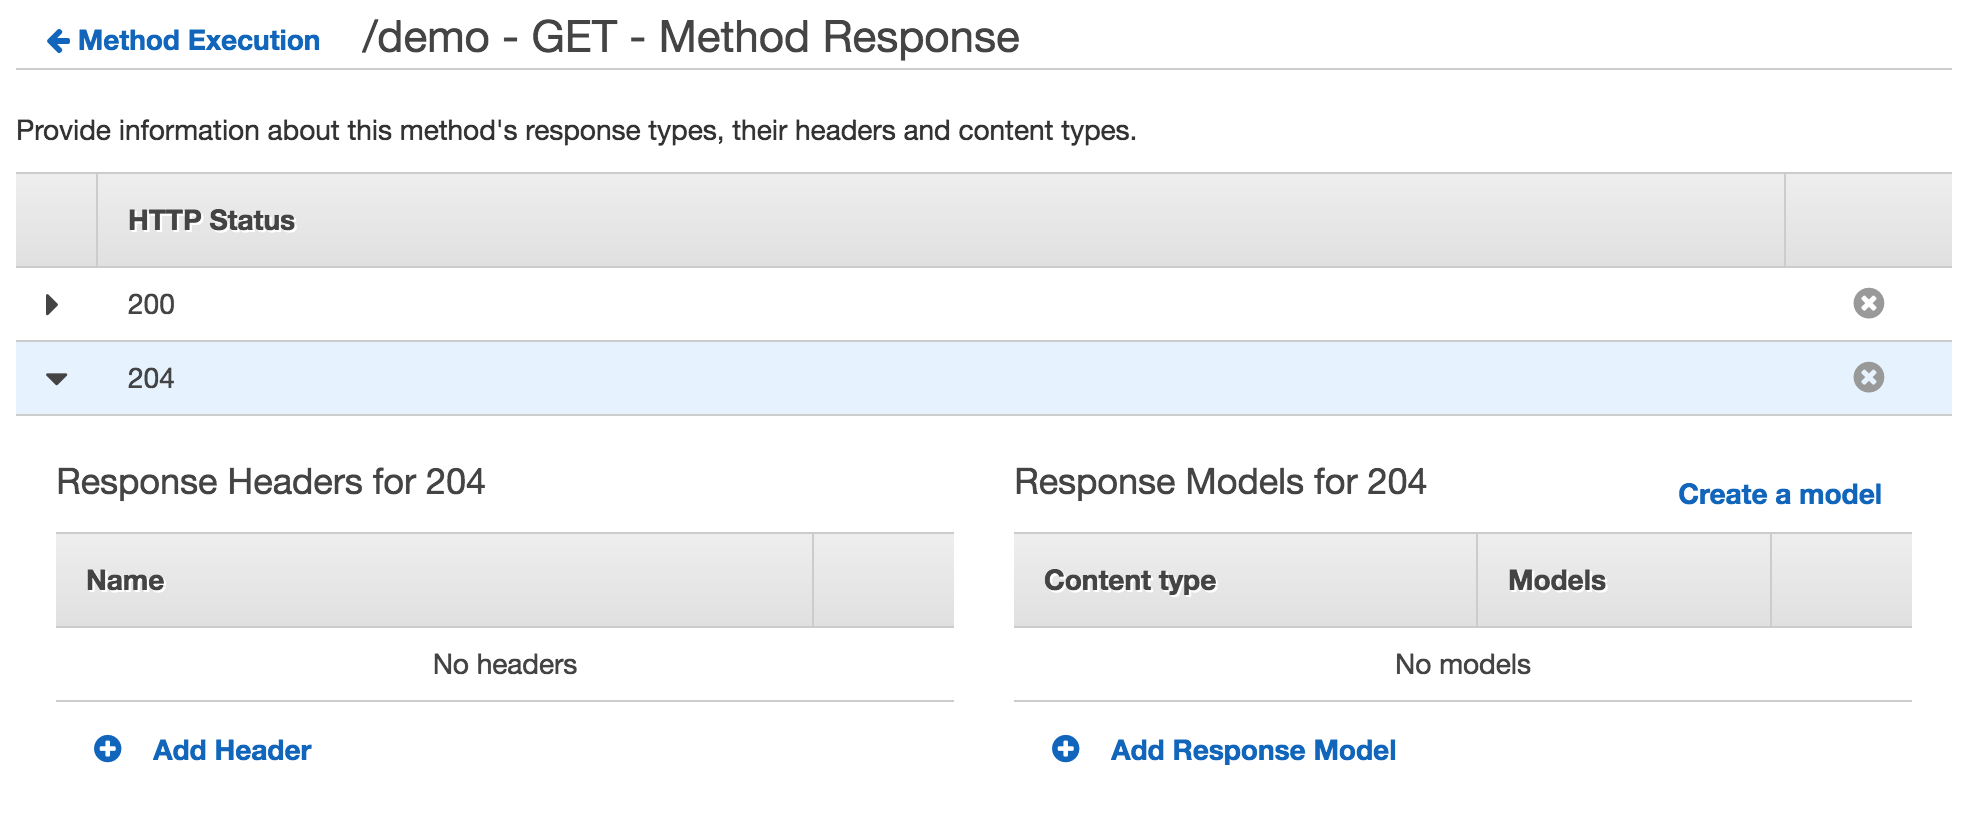 Method Execution /demo - GET - Method Response
Provide information about this method's response types, their headers and content types.
HTTP Status
200
204
Response Headers for 204
Name
No headers
Add Header
Response Models for 204 Create a model
Content type Models
No models
Add Response Model